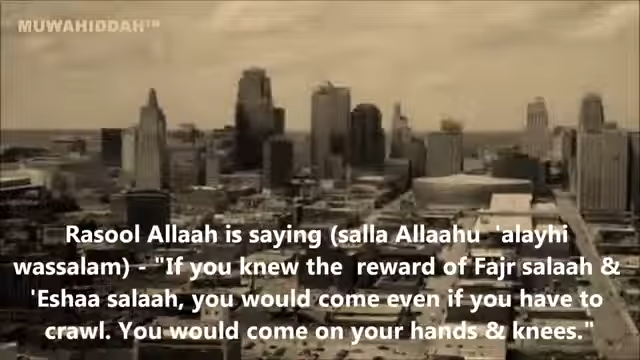 MUWAHIDDAH™
Rasool Allaah is saying (salla Allaahu 'alayhi
wassalam) - "If you knew the reward of Fajr salaah &
'Eshaa salaah, you would come even if you have to
crawl. You would come on your hands & knees."